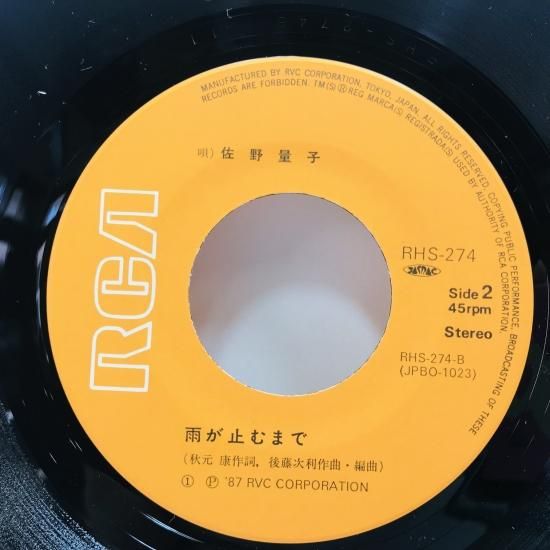 MANUFACTURED BY RVC CORPORATION, TOKYO, JAPAN. ALL RIGHTS RESERVED. COPYING PUBLIC PERFORMANCE, BROADCASTING OF THESE
RECORDS ARE FORBIDDEN. TM(S) Ⓡ REG. MARCA(S) REGISTRADA(S) USED BY AUTHORITY OF RCA CORPORATION.
唄) 佐野量子
RCA
RHS-274
JASRAC
Side 2
45rpm
Stereo
RHS-274-B
(JPBO-1023)
雨が止むまで
(秋元 康作詞, 後藤次利作曲・編曲)
① Ⓟ '87 RVC CORPORATION